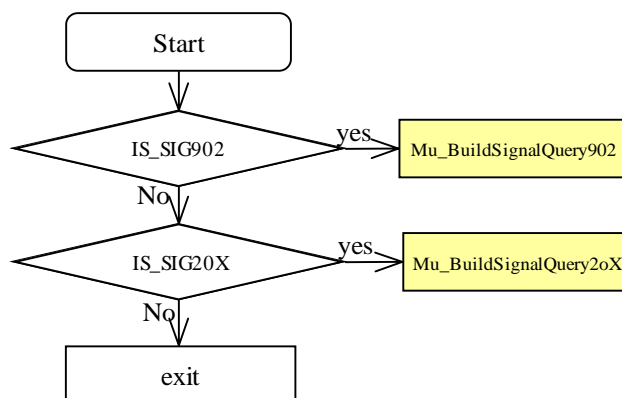 Start
IS_SIG902
yes
Mu_BuildSignalQuery902
No
IS_SIG20X
yes
Mu_BuildSignalQuery2oX
No
exit